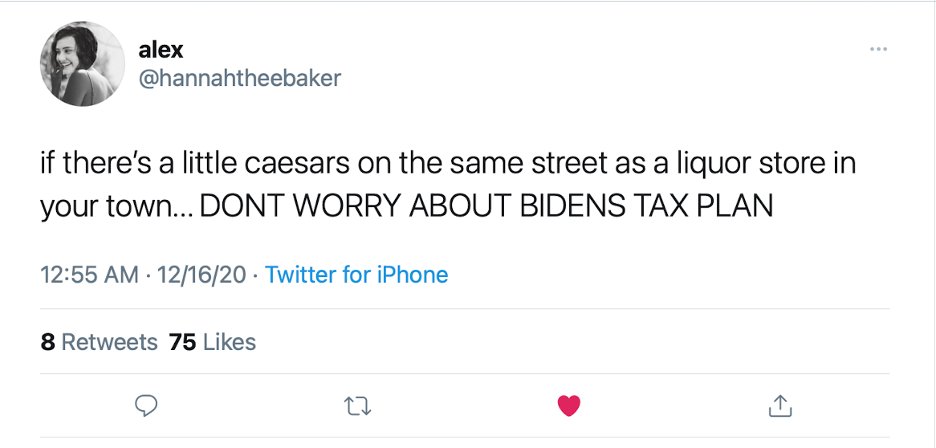 alex
@hannahtheebaker
if there's a little caesars on the same street as a liquor store in
your town... DONT WORRY ABOUT BIDENS TAX PLAN
12:55 AM · 12/16/20 · Twitter for iPhone
8 Retweets 75 Likes